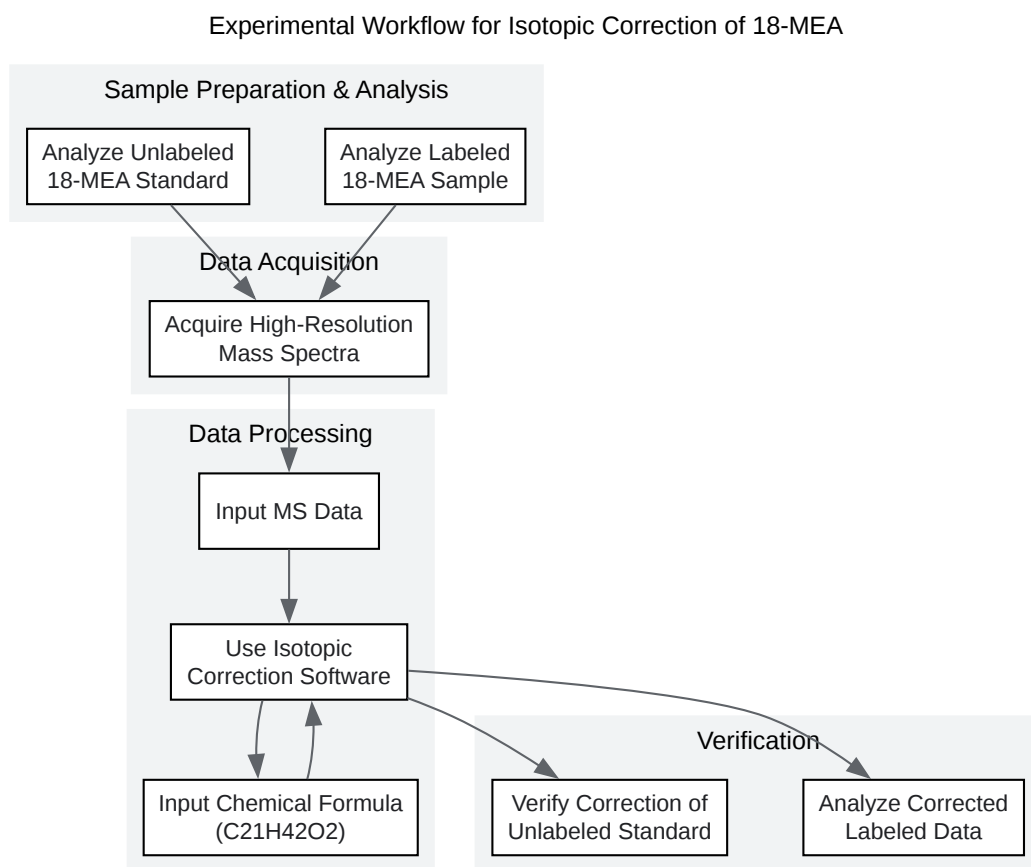 Experimental Workflow for Isotopic Correction of 18-MEA
Sample Preparation & Analysis
Analyze Unlabeled
18-MEA Standard
Analyze Labeled
18-MEA Sample
Data Acquisition
Acquire High-Resolution
Mass Spectra
Data Processing
Input MS Data
Use Isotopic
Correction Software
Input Chemical Formula
(C21H42O2)
Verification
Verify Correction of
Unlabeled Standard
Analyze Corrected
Labeled Data